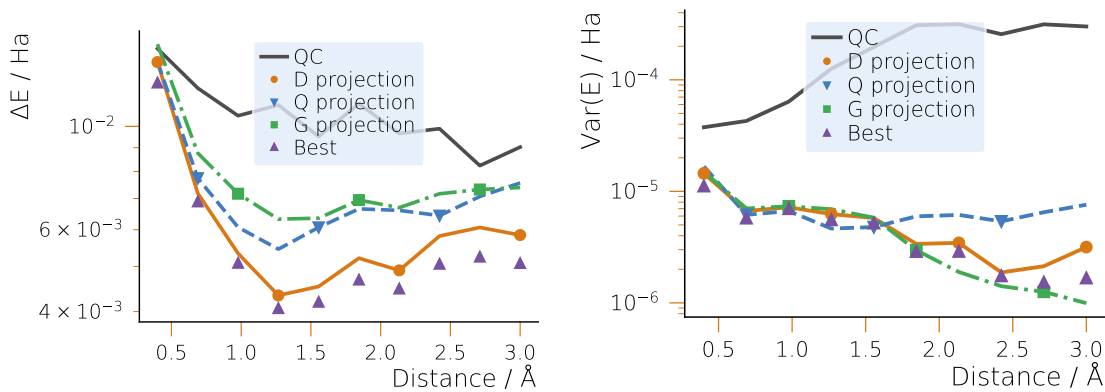 ΔE / Ha
10⁻²
6 × 10⁻³
4 × 10⁻³
QC
D projection
Q projection
G projection
Best
0.5 1.0 1.5 2.0 2.5 3.0
Distance / Å
Var(E) / Ha
10⁻⁴
10⁻⁵
10⁻⁶
QC
D projection
Q projection
G projection
Best
0.5 1.0 1.5 2.0 2.5 3.0
Distance / Å